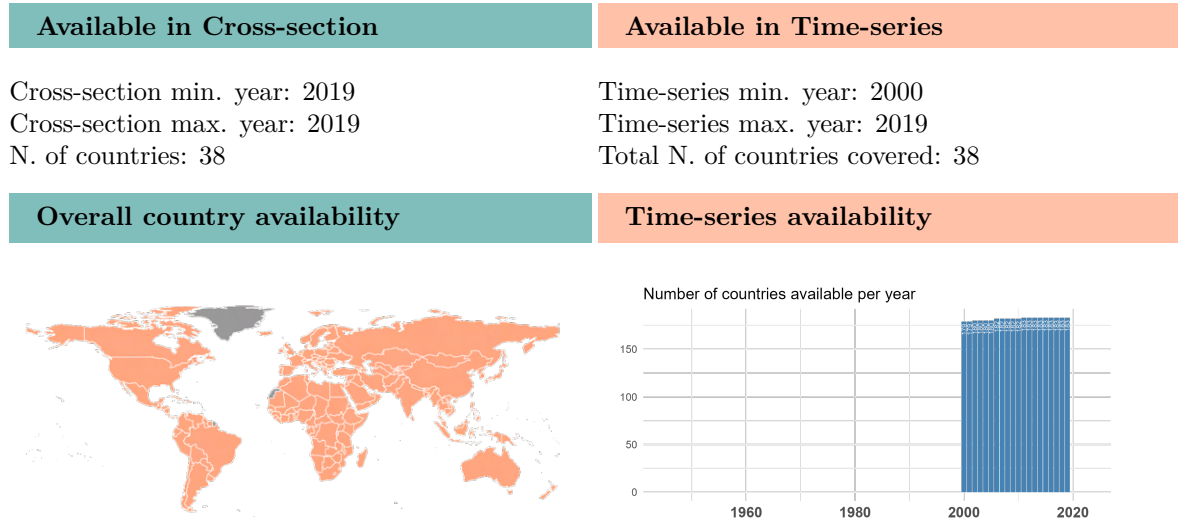 Available in Cross-section
Available in Time-series
Cross-section min. year: 2019
Cross-section max. year: 2019
N. of countries: 38
Time-series min. year: 2000
Time-series max. year: 2019
Total N. of countries covered: 38
Overall country availability
Time-series availability
Number of countries available per year
150
100
50
0
1960
1980
2000
2020